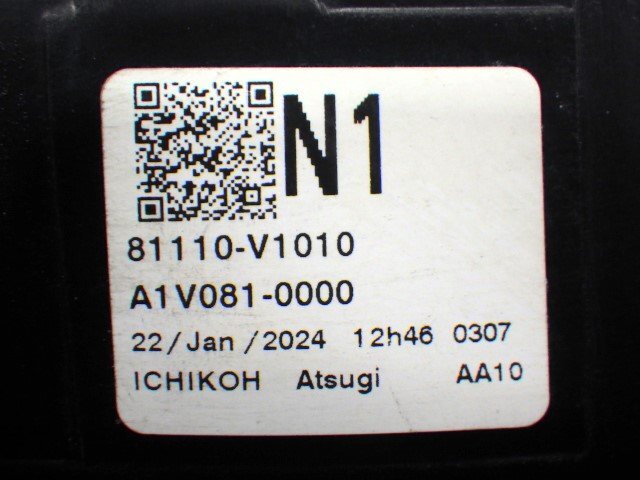 N1
81110-V1010
A1V081-0000
22/Jan/2024 12h46 0307
ICHIKOH Atsugi AA10